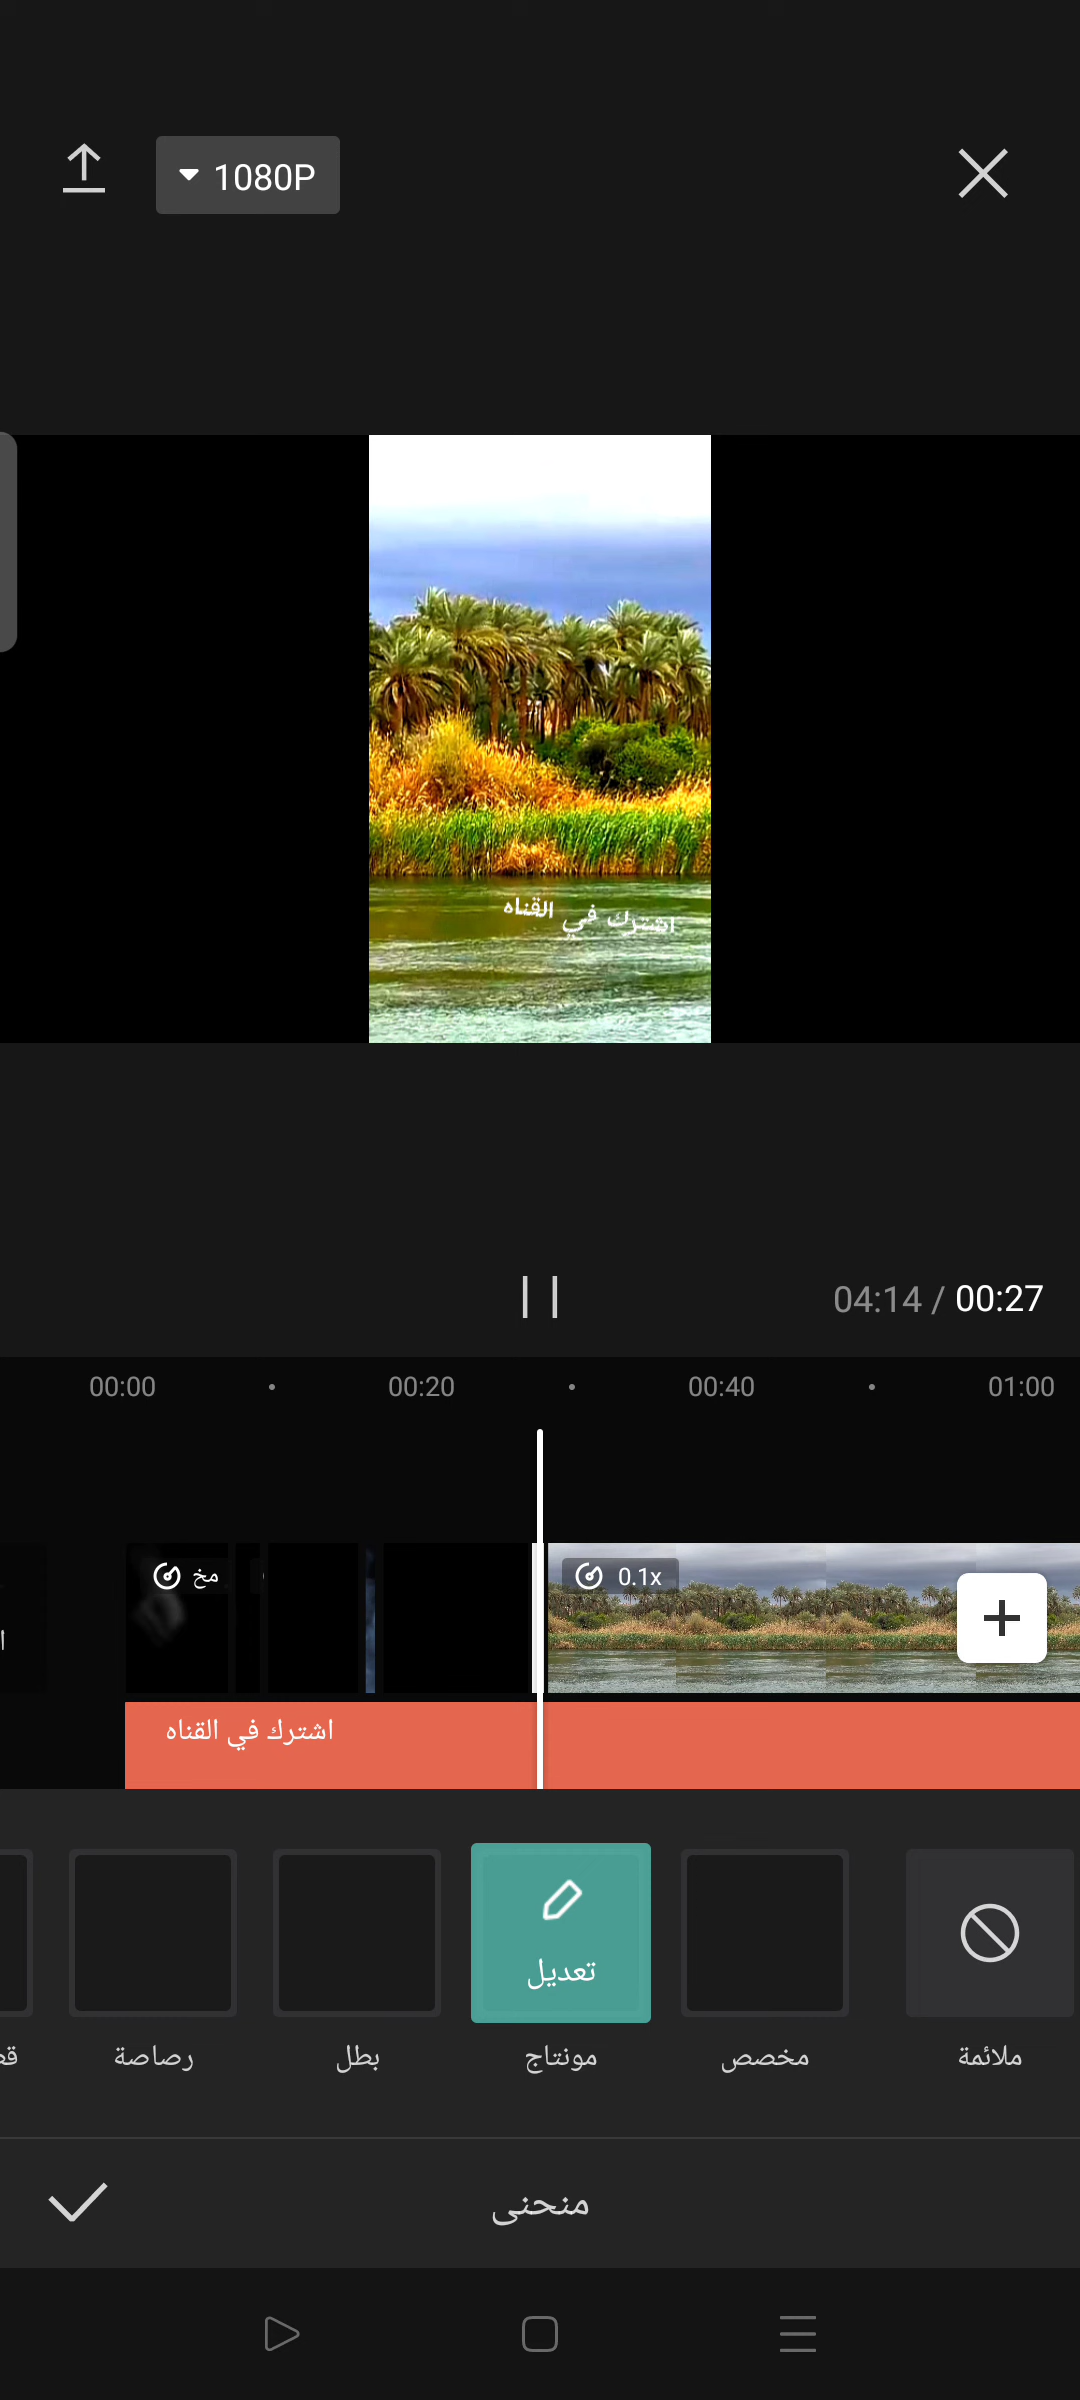 1080P
اشترك في القناه
04:14 / 00:27
00:00 00:20 00:40 01:00
مخ
0.1x
اشترك في القناه
تعديل
ملائمة
مخصص
مونتاج
بطل
رصاصة
منحنى